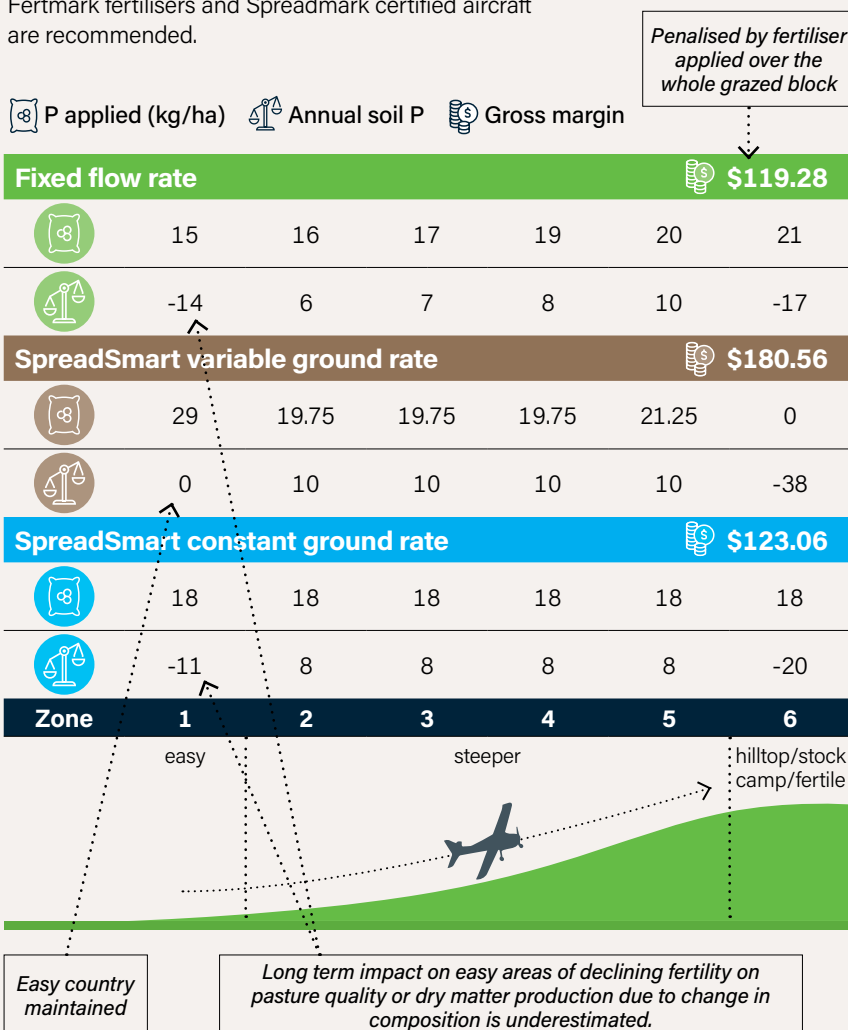 Fertmark fertilisers and Spreadmark certified aircraft
are recommended.
Penalised by fertiliser
applied over the
whole grazed block
P applied (kg/ha) Annual soil P Gross margin
Fixed flow rate $119.28
15 16 17 19 20 21
-14 6 7 8 10 -17
SpreadSmart variable ground rate $180.56
29 19.75 19.75 19.75 21.25 0
0 10 10 10 10 -38
SpreadSmart constant ground rate $123.06
18 18 18 18 18 18
-11 8 8 8 8 -20
Zone 1 2 3 4 5 6
easy steeper hilltop/stock
camp/fertile
Easy country
maintained
Long term impact on easy areas of declining fertility on
pasture quality or dry matter production due to change in
composition is underestimated.